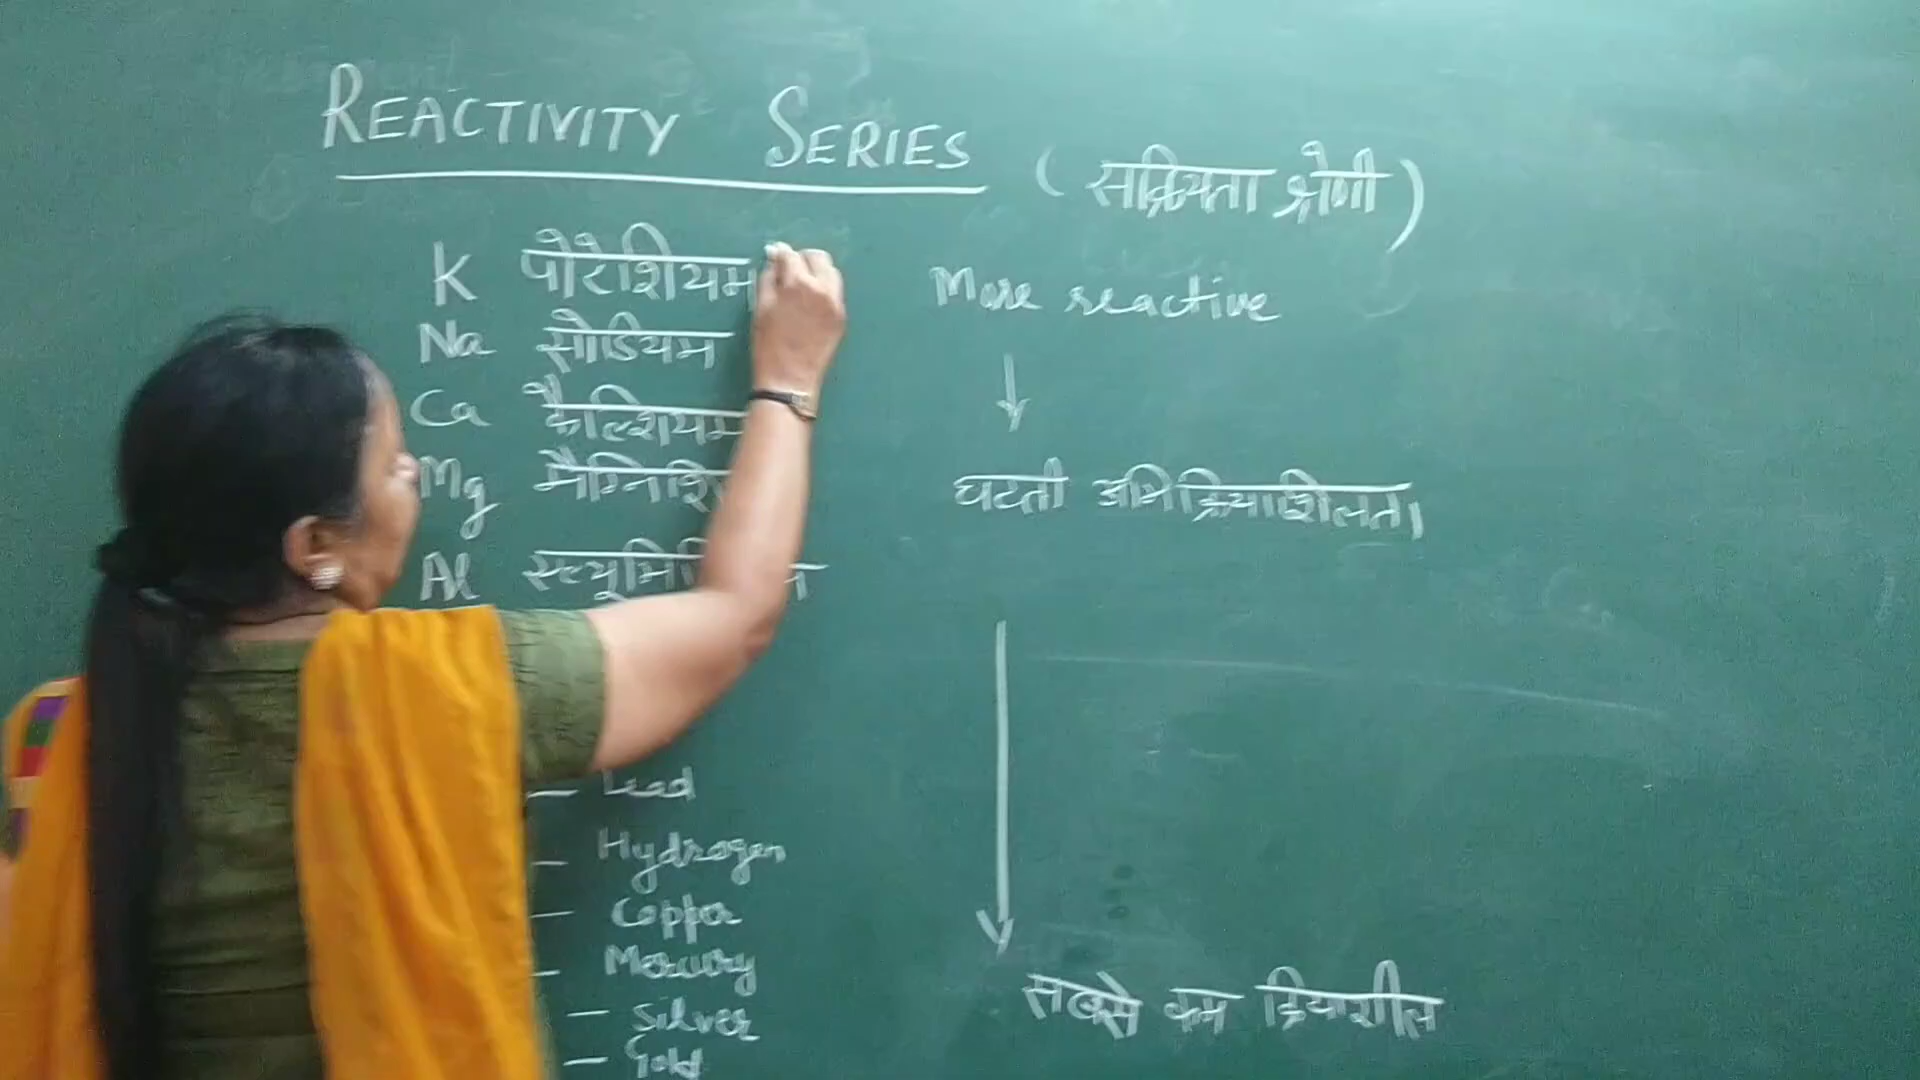 REACTIVITY SERIES (सक्रियता श्रेणी)
K पोटेशियम
More reactive
Na सोडियम
Ca कैल्शियम
Mg
घटती अभिक्रियाशिलता
Al
Lead
Hydrogen
Copper
Mercury
Silver
सबसे कम क्रियाशील
Gold